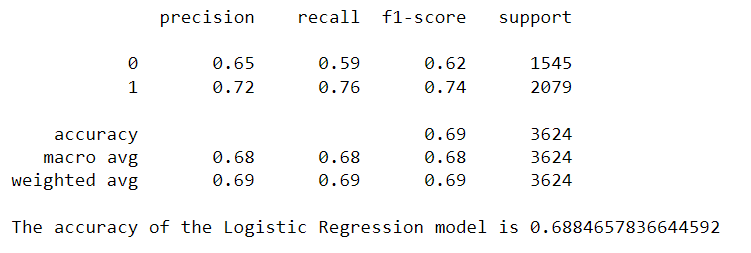 precision recall f1-score support
0 0.65 0.59 0.62 1545
1 0.72 0.76 0.74 2079
accuracy 0.69 3624
macro avg 0.68 0.68 0.68 3624
weighted avg 0.69 0.69 0.69 3624
The accuracy of the Logistic Regression model is 0.6884657836644592